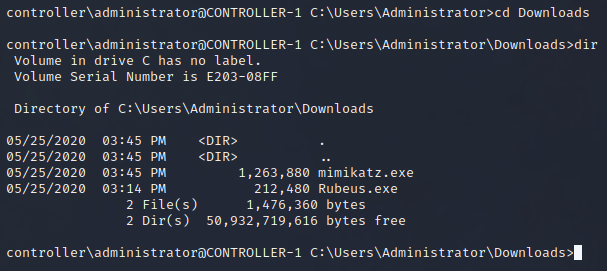 controller\administrator@CONTROLLER-1 C:\Users\Administrator>cd Downloads
controller\administrator@CONTROLLER-1 C:\Users\Administrator\Downloads>dir
Volume in drive C has no label.
Volume Serial Number is E203-08FF
Directory of C:\Users\Administrator\Downloads
05/25/2020  03:45 PM    <DIR>          .
05/25/2020  03:45 PM    <DIR>          ..
05/25/2020  03:45 PM         1,263,880 mimikatz.exe
05/25/2020  03:14 PM           212,480 Rubeus.exe
2 File(s)      1,476,360 bytes
2 Dir(s)  50,932,719,616 bytes free
controller\administrator@CONTROLLER-1 C:\Users\Administrator\Downloads>